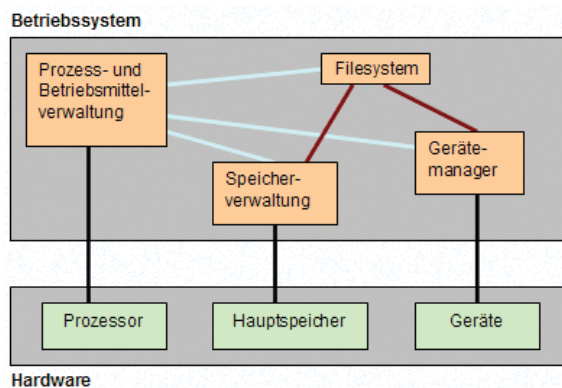 Betriebssystem
Prozess- und
Betriebsmittel-
verwaltung
Filesystem
Geräte-
manager
Speicher-
verwaltung
Prozessor
Hauptspeicher
Geräte
Hardware